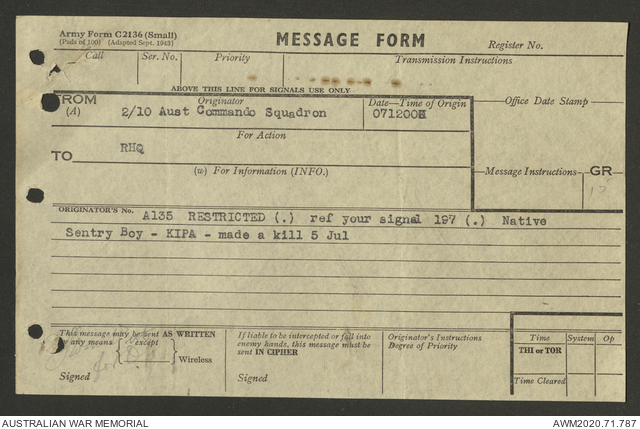 Army Form C2136 (Small)
(Pads of 100) (Adapted Sept. 1943)
MESSAGE FORM
Register No.
Call Ser. No. Priority Transmission Instructions
ABOVE THIS LINE FOR SIGNALS USE ONLY
FROM
(A)
Originator
2/10 Aust Commando Squadron
Date—Time of Origin
071200K
Office Date Stamp
For Action
TO
RHQ
(w) For Information (INFO.)
Message Instructions GR
15
ORIGINATOR'S No. A135 RESTRICTED (.) ref your signal 197 (.) Native
Sentry Boy - KIPA - made a kill 5 Jul
This message may be sent AS WRITTEN
by any means except
Wireless
Signed
If liable to be intercepted or fall into
enemy hands, this message must be
sent IN CIPHER
Signed
Originator's Instructions
Degree of Priority
Time System Op
THI or TOR
Time Cleared
AUSTRALIAN WAR MEMORIAL AWM2020.71.787